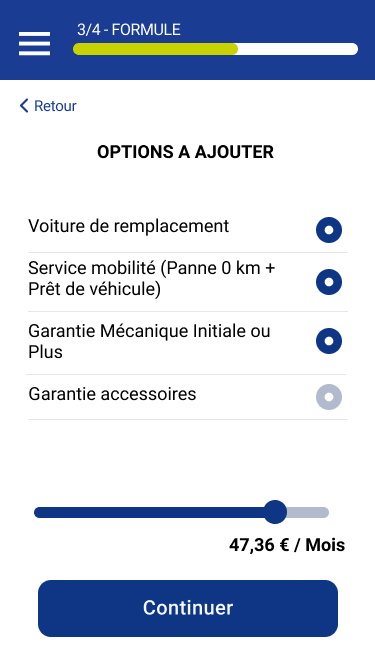 3/4 - FORMULE
Retour
OPTIONS A AJOUTER
Voiture de remplacement
Service mobilité (Panne 0 km +
Prêt de véhicule)
Garantie Mécanique Initiale ou
Plus
Garantie accessoires
47,36 € / Mois
Continuer